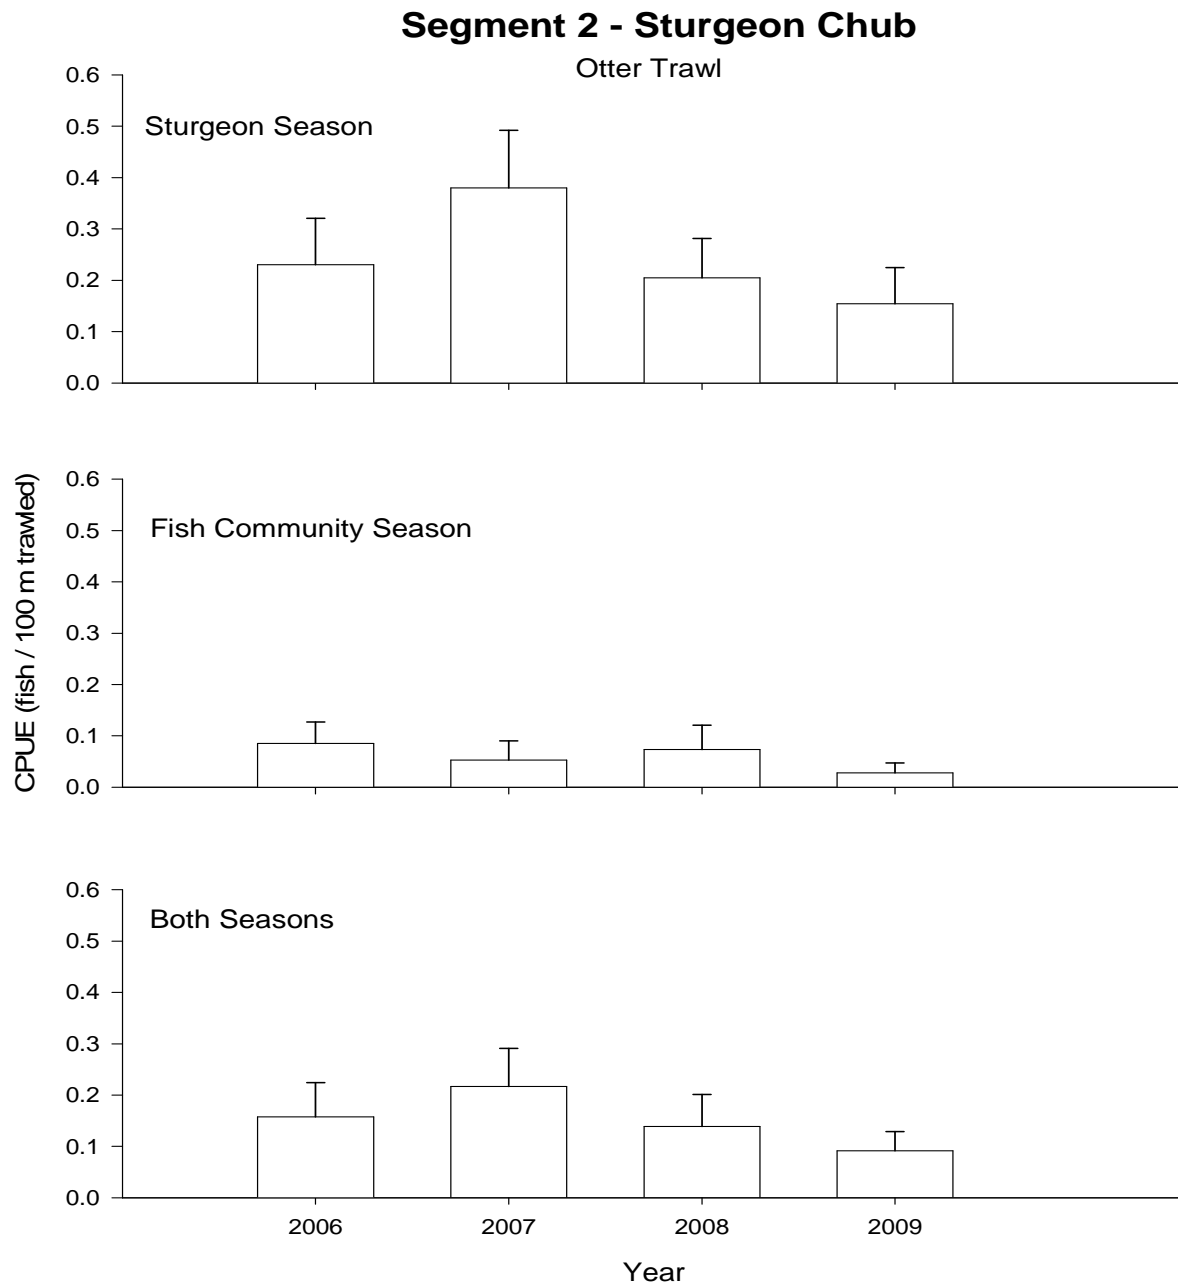 Segment 2 - Sturgeon Chub
Otter Trawl
0.6
Sturgeon Season
0.5
0.4
0.3
0.2
0.1
0.0
CPUE (fish / 100 m trawled)
0.6
Fish Community Season
0.5
0.4
0.3
0.2
0.1
0.0
0.6
Both Seasons
0.5
0.4
0.3
0.2
0.1
0.0
2006 2007 2008 2009
Year